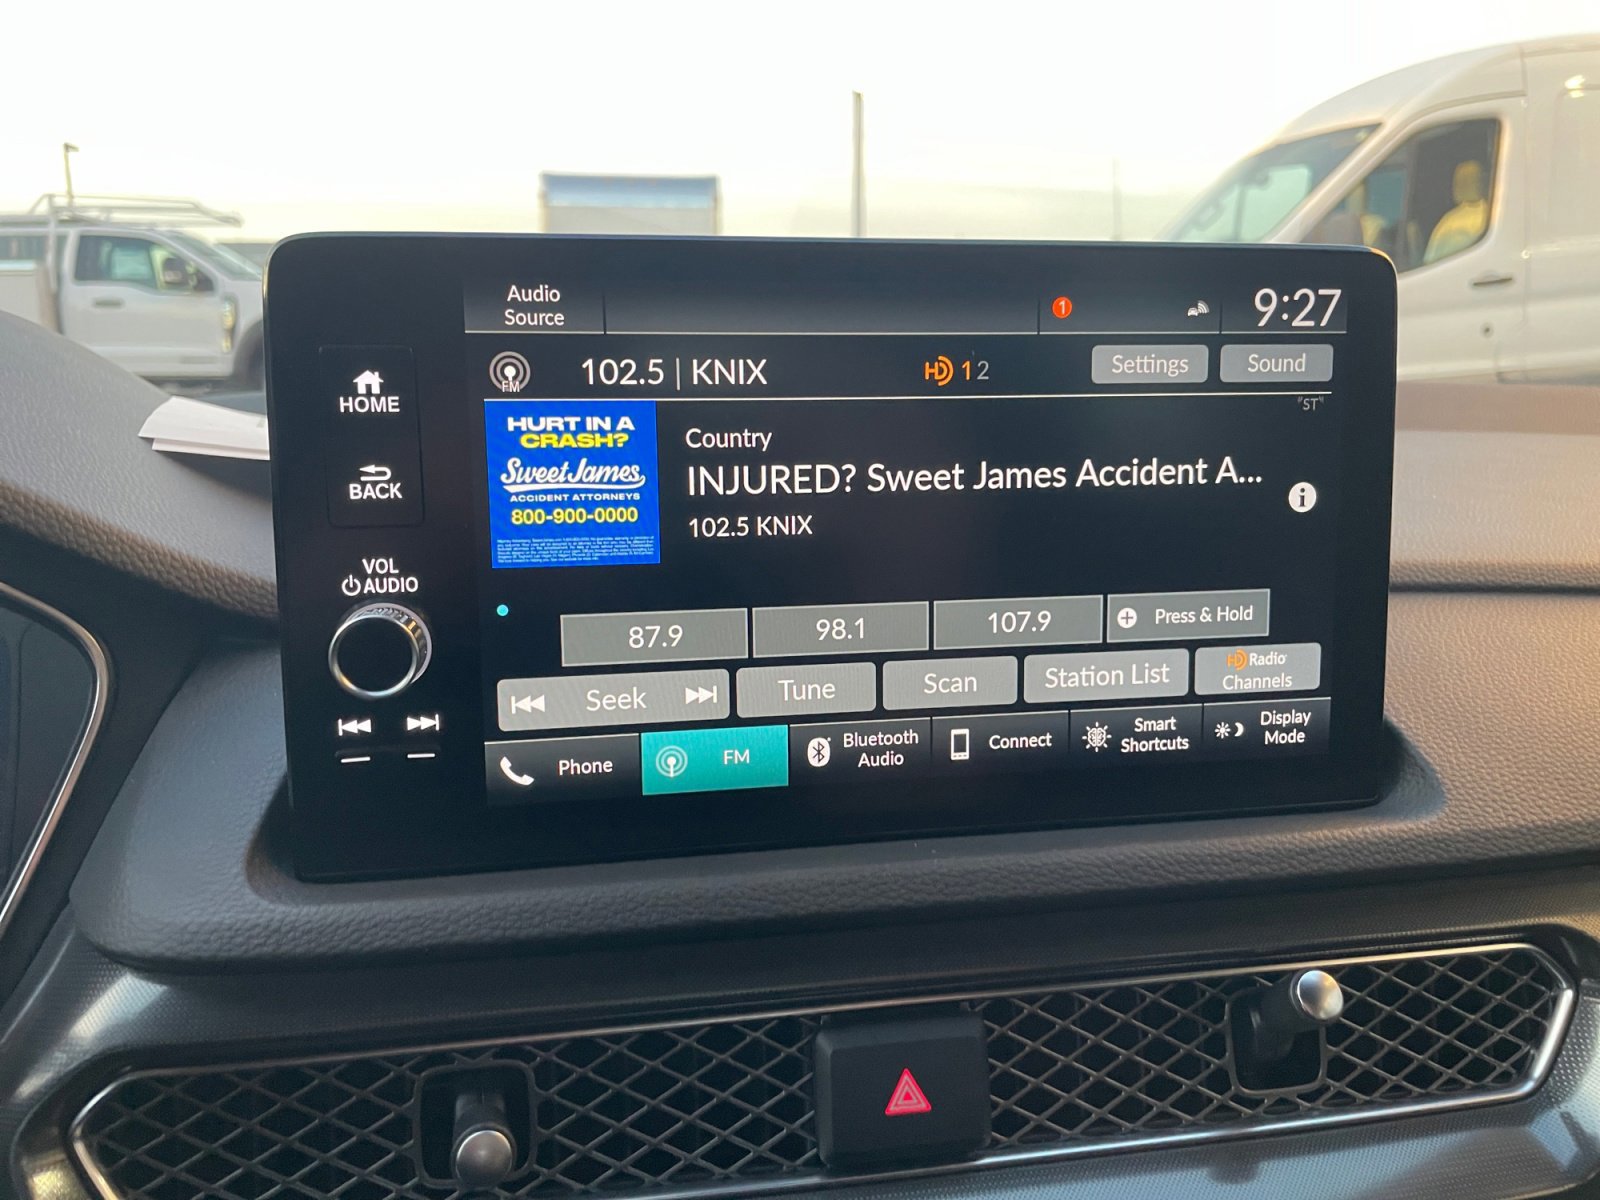 Audio
Source
1
9:27
FM
102.5 | KNIX
HD 1 2
Settings
Sound
"ST"
HOME
BACK
VOL
AUDIO
HURT IN A
CRASH?
Sweet James
ACCIDENT ATTORNEYS
800-900-0000
Country
INJURED? Sweet James Accident A...
102.5 KNIX
i
87.9
98.1
107.9
Press & Hold
Seek
Tune
Scan
Station List
HD Radio
Channels
Phone
FM
Bluetooth
Audio
Connect
Smart
Shortcuts
Display
Mode